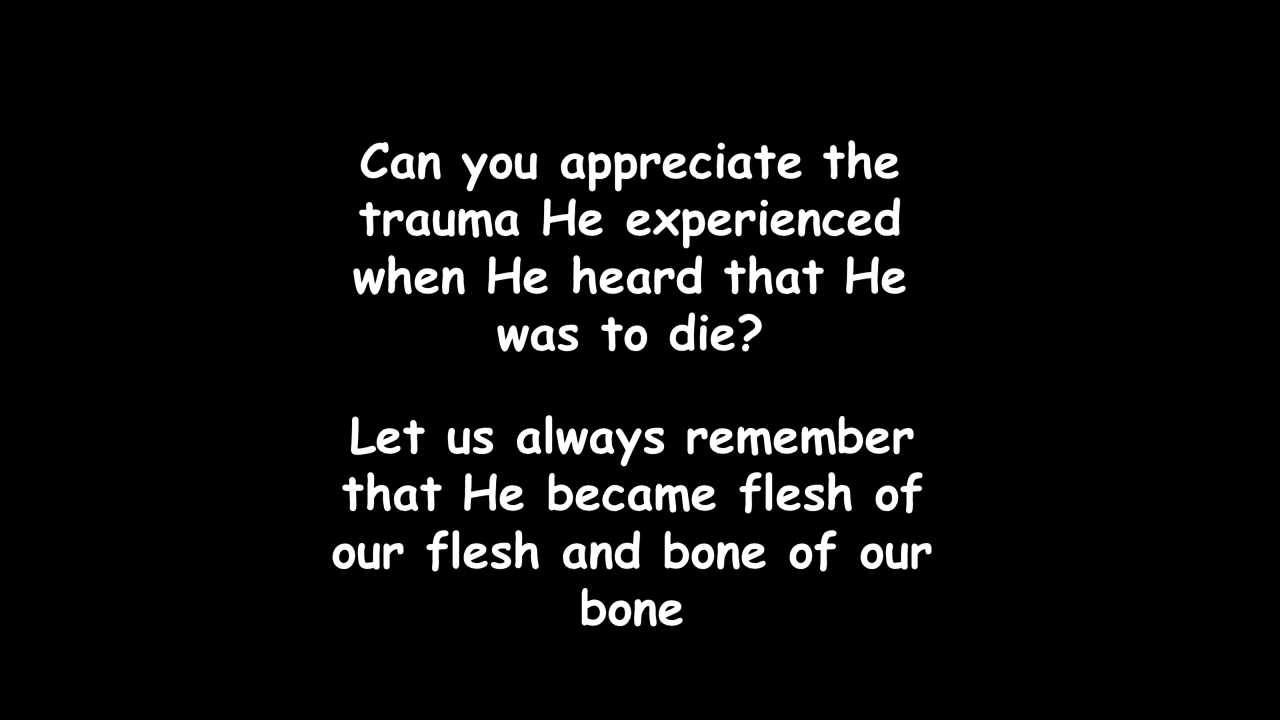 Can you appreciate the
trauma He experienced
when He heard that He
was to die?
Let us always remember
that He became flesh of
our flesh and bone of our
bone